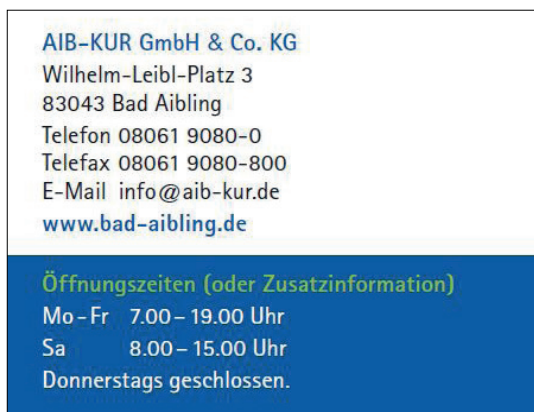 AIB-KUR GmbH & Co. KG
Wilhelm-Leibl-Platz 3
83043 Bad Aibling
Telefon 08061 9080-0
Telefax 08061 9080-800
E-Mail info@aib-kur.de
www.bad-aibling.de
Öffnungszeiten (oder Zusatzinformation)
Mo-Fr 7.00 – 19.00 Uhr
Sa 8.00 – 15.00 Uhr
Donnerstags geschlossen.